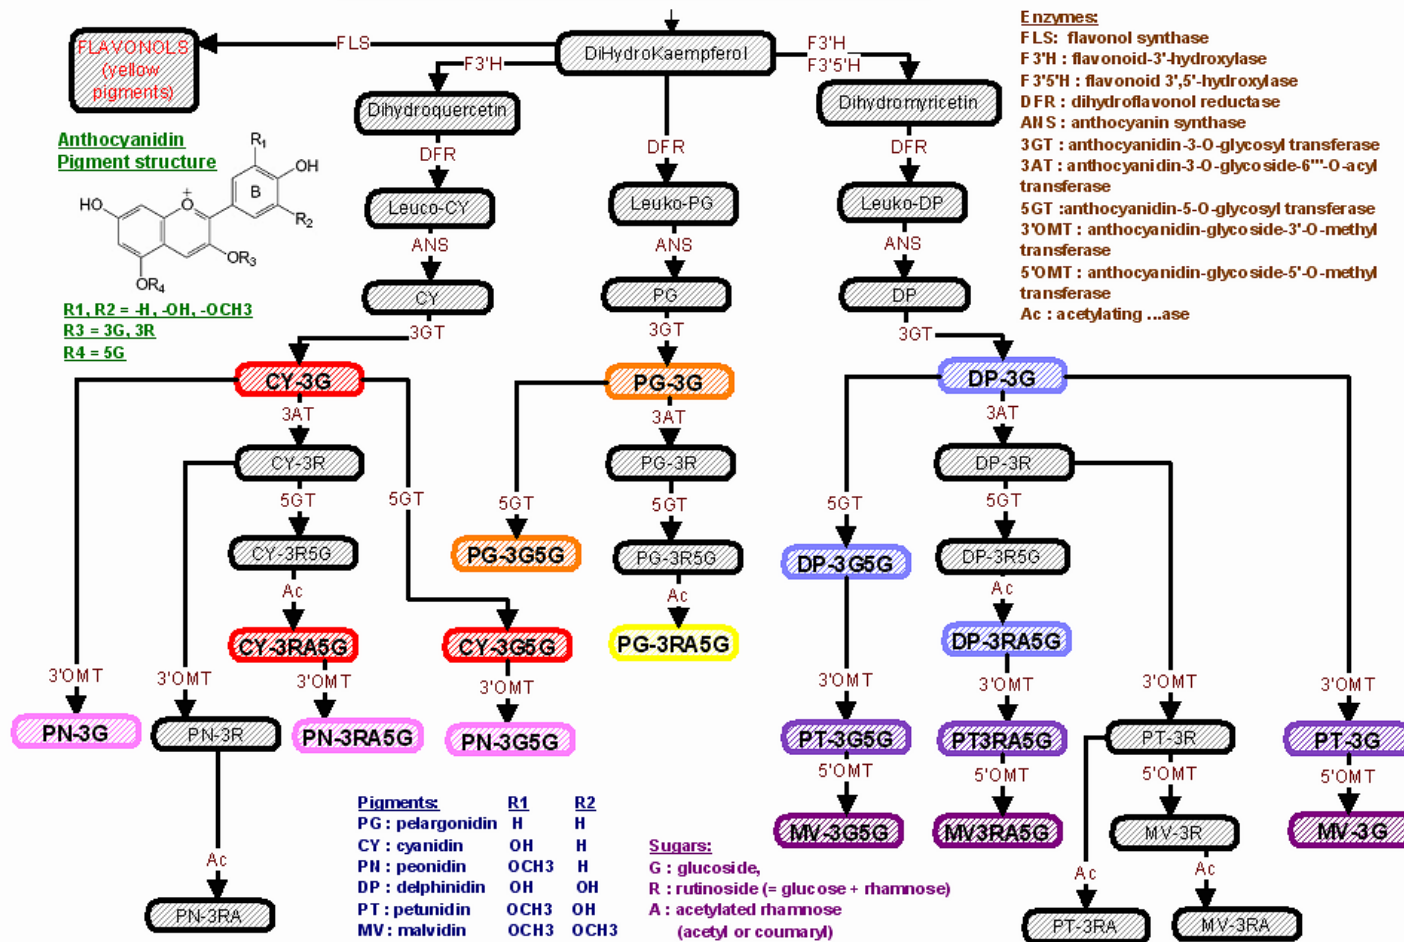 FLAVONOLS
(yellow
pigments)
FLS
DiHydroKaempferol
F3'H
F3'H
F3'5'H
Dihydroquercetin
Dihydromyricetin
DFR
DFR
DFR
Leuco-CY
Leuko-PG
Leuko-DP
ANS
ANS
ANS
CY
PG
DP
3GT
3GT
3GT
CY-3G
PG-3G
DP-3G
3AT
3AT
3AT
CY-3R
PG-3R
DP-3R
5GT
5GT
5GT
5GT
5GT
5GT
CY-3R5G
PG-3G5G
PG-3R5G
DP-3G5G
DP-3R5G
Ac
Ac
Ac
CY-3RA5G
CY-3G5G
PG-3RA5G
DP-3RA5G
3'OMT
3'OMT
3'OMT
3'OMT
3'OMT
3'OMT
3'OMT
3'OMT
PN-3G
PN-3R
PN-3RA5G
PN-3G5G
PT-3G5G
PT3RA5G
PT-3R
PT-3G
5'OMT
5'OMT
5'OMT
5'OMT
MV-3G5G
MV3RA5G
MV-3R
MV-3G
Ac
Ac
Ac
PN-3RA
PT-3RA
MV-3RA
Anthocyanidin
Pigment structure
R1
OH
B
+
HO
O
R2
OR3
OR4
R1, R2 = -H, -OH, -OCH3
R3 = 3G, 3R
R4 = 5G
Enzymes:
FLS: flavonol synthase
F3'H : flavonoid-3'-hydroxylase
F3'5'H : flavonoid 3',5'-hydroxylase
DFR : dihydroflavonol reductase
ANS : anthocyanin synthase
3GT : anthocyanidin-3-O-glycosyl transferase
3AT : anthocyanidin-3-O-glycoside-6'''-O-acyl
transferase
5GT :anthocyanidin-5-O-glycosyl transferase
3'OMT : anthocyanidin-glycoside-3'-O-methyl
transferase
5'OMT : anthocyanidin-glycoside-5'-O-methyl
transferase
Ac : acetylating ...ase
Pigments: R1 R2
PG : pelargonidin H H
CY : cyanidin OH H
PN : peonidin OCH3 H
DP : delphinidin OH OH
PT : petunidin OCH3 OH
MV : malvidin OCH3 OCH3
Sugars:
G : glucoside,
R : rutinoside (= glucose + rhamnose)
A : acetylated rhamnose
(acetyl or coumaryl)